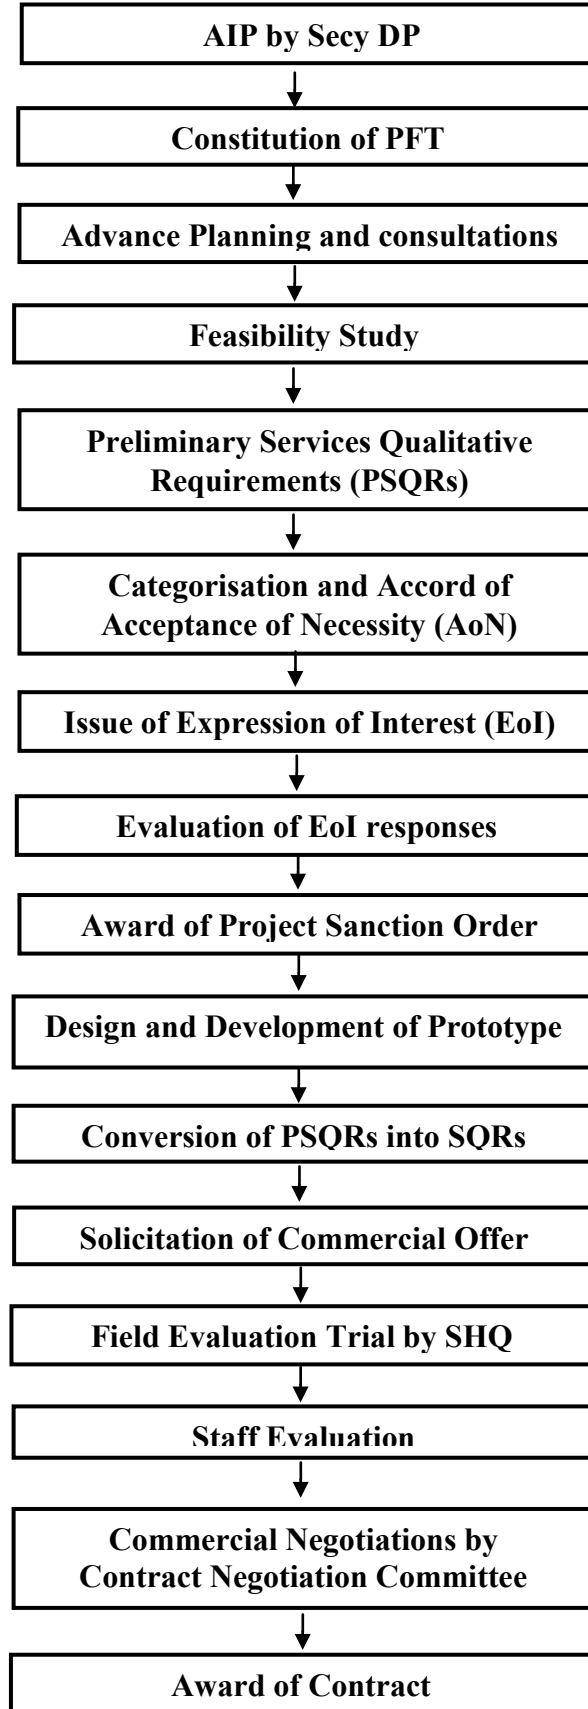 AIP by Secy DP
Constitution of PFT
Advance Planning and consultations
Feasibility Study
Preliminary Services Qualitative
Requirements (PSQRs)
Categorisation and Accord of
Acceptance of Necessity (AoN)
Issue of Expression of Interest (EoI)
Evaluation of EoI responses
Award of Project Sanction Order
Design and Development of Prototype
Conversion of PSQRs into SQRs
Solicitation of Commercial Offer
Field Evaluation Trial by SHQ
Staff Evaluation
Commercial Negotiations by
Contract Negotiation Committee
Award of Contract